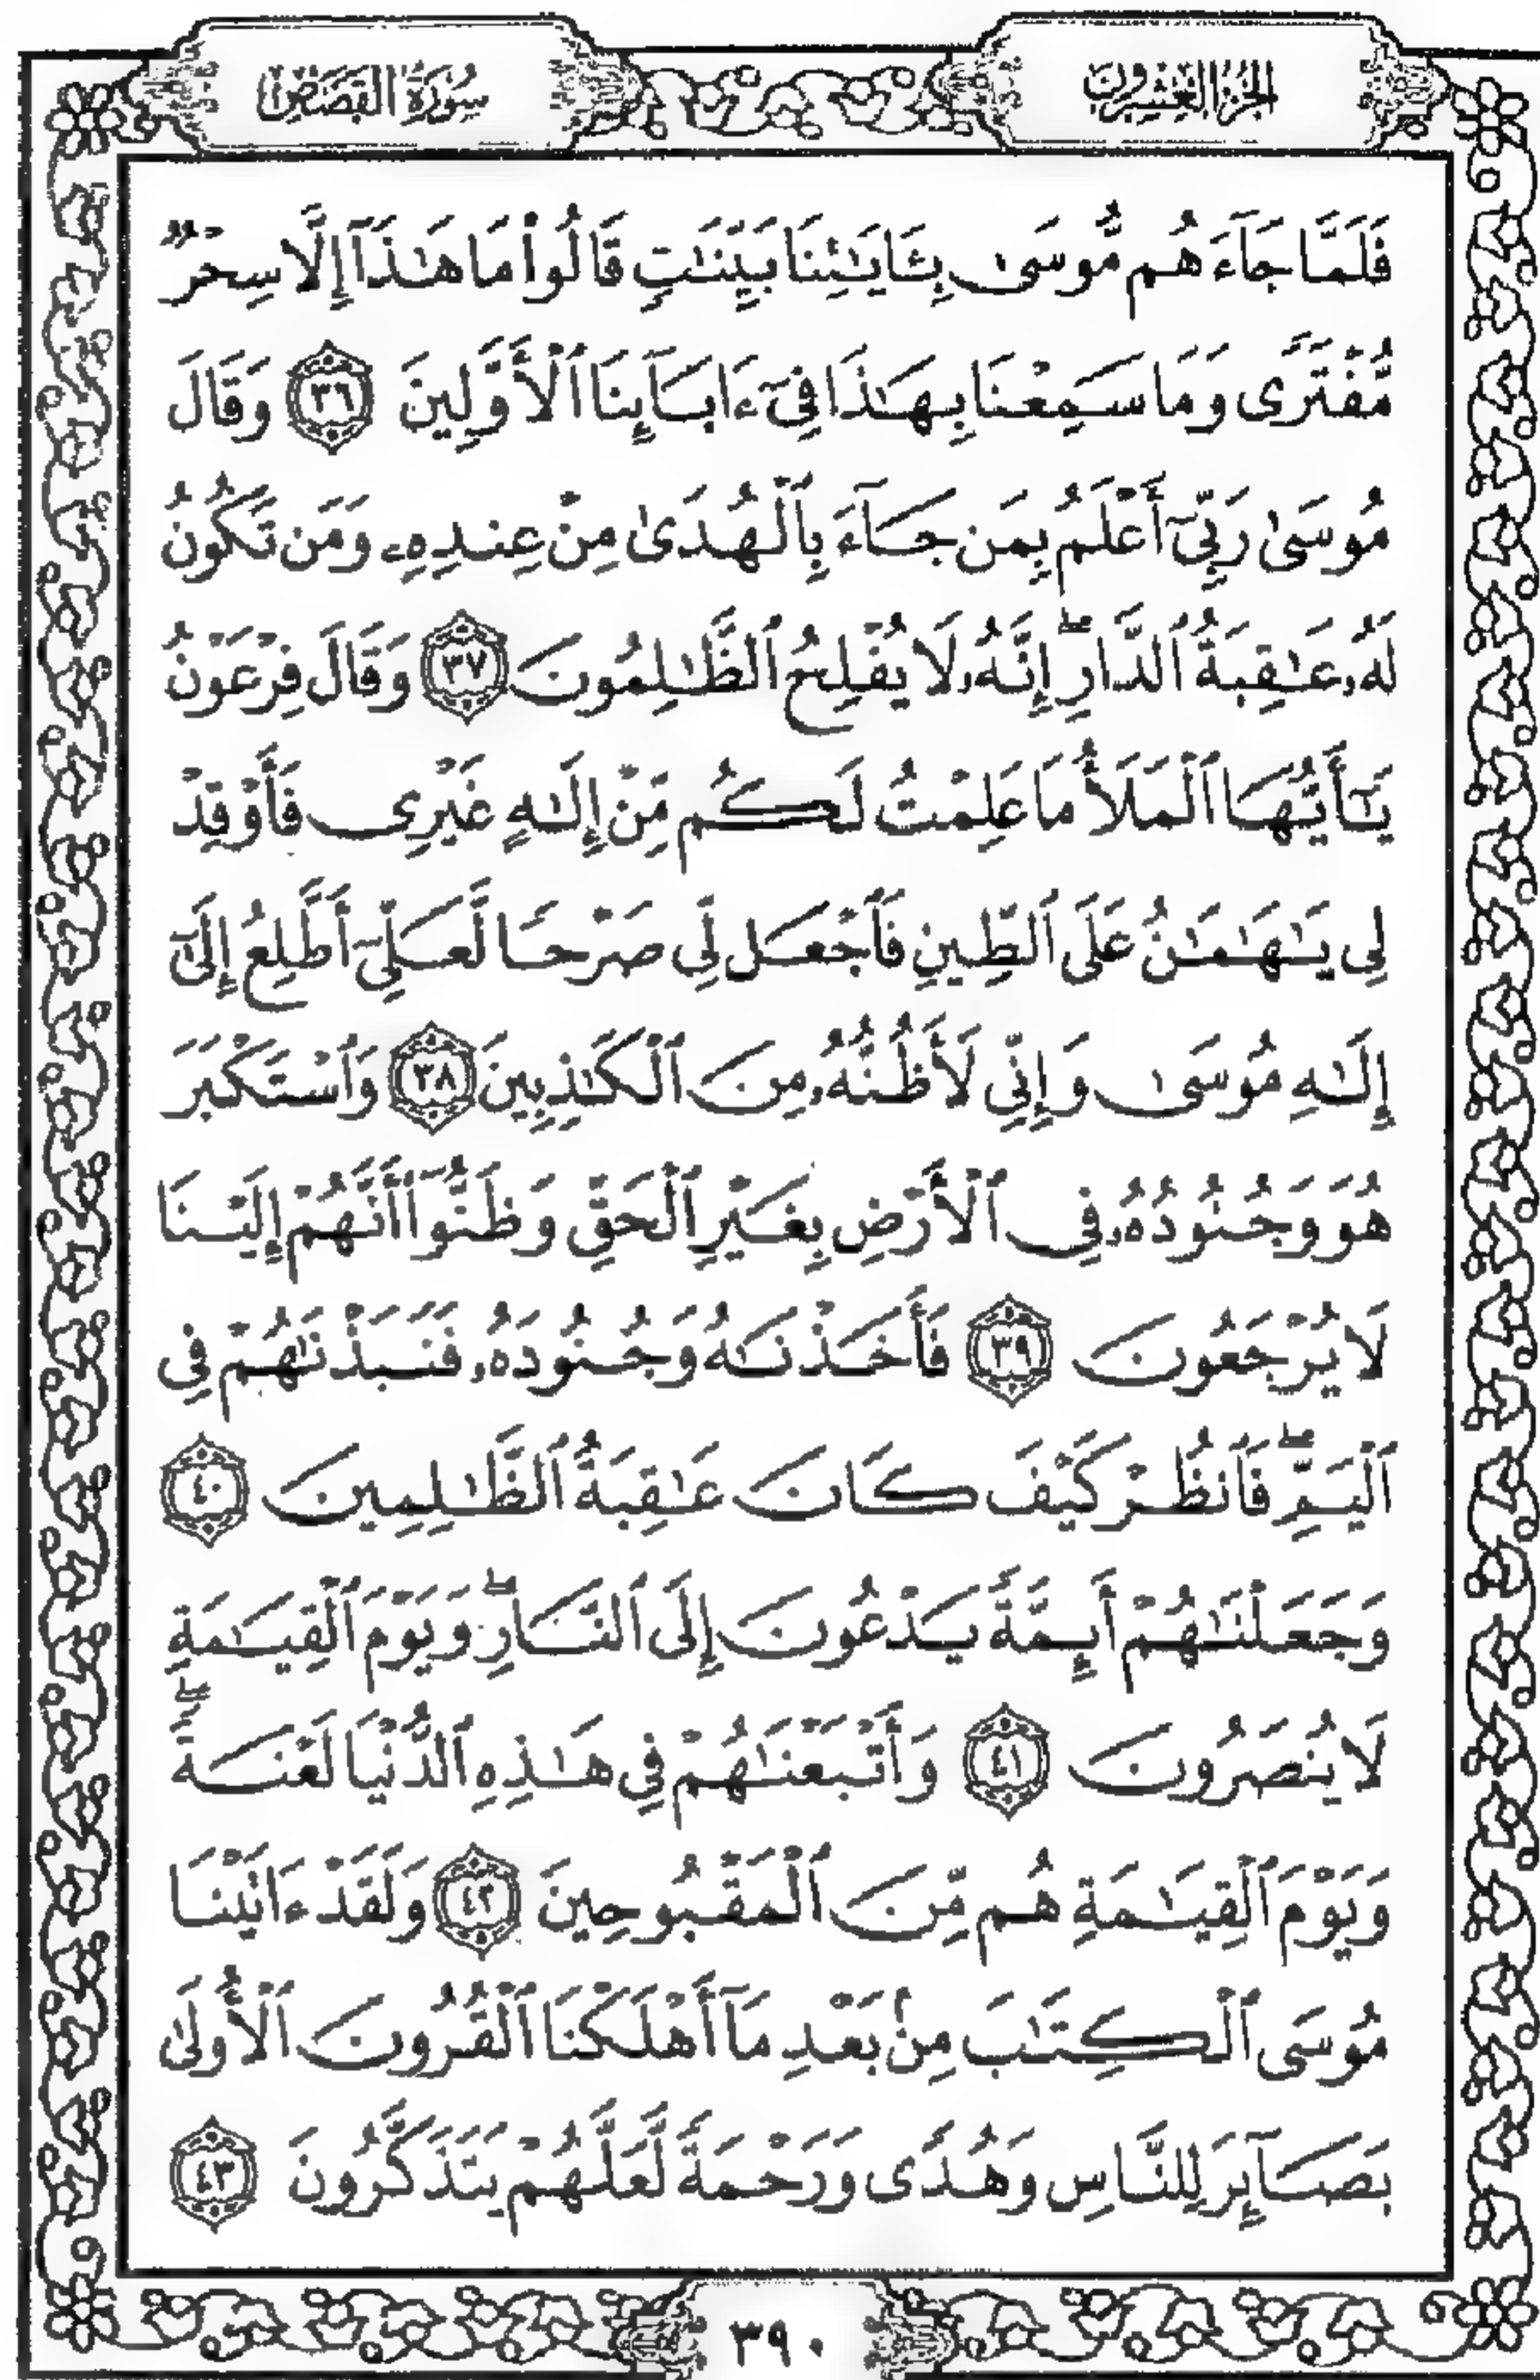 الجزء العشرون
سورة القصص
فَلَمَّا جَآءَهُم مُّوسَىٰ بِـَٔايَٰتِنَا بَيِّنَٰتٍ قَالُوا۟ مَا هَٰذَآ إِلَّا سِحْرٌ
مُّفْتَرًى وَمَا سَمِعْنَا بِهَٰذَا فِىٓ ءَابَآئِنَا ٱلْأَوَّلِينَ ٣٦ وَقَالَ
مُوسَىٰ رَبِّىٓ أَعْلَمُ بِمَن جَآءَ بِٱلْهُدَىٰ مِنْ عِندِهِۦ وَمَن تَكُونُ
لَهُۥ عَٰقِبَةُ ٱلدَّارِ ۖ إِنَّهُۥ لَا يُفْلِحُ ٱلظَّٰلِمُونَ ٣٧ وَقَالَ فِرْعَوْنُ
يَٰٓأَيُّهَا ٱلْمَلَأُ مَا عَلِمْتُ لَكُم مِّنْ إِلَٰهٍ غَيْرِى فَأَوْقِدْ
لِى يَٰهَٰمَٰنُ عَلَى ٱلطِّينِ فَٱجْعَل لِّى صَرْحًا لَّعَلِّىٓ أَطَّلِعُ إِلَىٰٓ
إِلَٰهِ مُوسَىٰ وَإِنِّى لَأَظُنُّهُۥ مِنَ ٱلْكَٰذِبِينَ ٣٨ وَٱسْتَكْبَرَ
هُوَ وَجُنُودُهُۥ فِى ٱلْأَرْضِ بِغَيْرِ ٱلْحَقِّ وَظَنُّوٓا۟ أَنَّهُمْ إِلَيْنَا
لَا يُرْجَعُونَ ٣٩ فَأَخَذْنَٰهُ وَجُنُودَهُۥ فَنَبَذْنَٰهُمْ فِى
ٱلْيَمِّ ۖ فَٱنظُرْ كَيْفَ كَانَ عَٰقِبَةُ ٱلظَّٰلِمِينَ ٤٠
وَجَعَلْنَٰهُمْ أَئِمَّةً يَدْعُونَ إِلَى ٱلنَّارِ ۖ وَيَوْمَ ٱلْقِيَٰمَةِ
لَا يُنصَرُونَ ٤١ وَأَتْبَعْنَٰهُمْ فِى هَٰذِهِ ٱلدُّنْيَا لَعْنَةً ۖ
وَيَوْمَ ٱلْقِيَٰمَةِ هُم مِّنَ ٱلْمَقْبُوحِينَ ٤٢ وَلَقَدْ ءَاتَيْنَا
مُوسَى ٱلْكِتَٰبَ مِنۢ بَعْدِ مَآ أَهْلَكْنَا ٱلْقُرُونَ ٱلْأُولَىٰ
بَصَآئِرَ لِلنَّاسِ وَهُدًى وَرَحْمَةً لَّعَلَّهُمْ يَتَذَكَّرُونَ ٤٣
٣٩٠